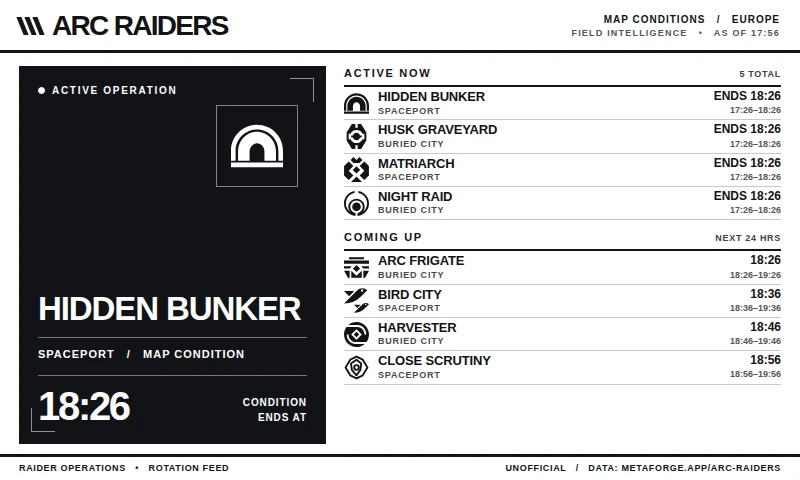 ARC RAIDERS
MAP CONDITIONS / EUROPE
FIELD INTELLIGENCE • AS OF 17:56
ACTIVE OPERATION
HIDDEN BUNKER
SPACEPORT / MAP CONDITION
18:26
CONDITION
ENDS AT
ACTIVE NOW 5 TOTAL
HIDDEN BUNKER ENDS 18:26
SPACEPORT 17:26–18:26
HUSK GRAVEYARD ENDS 18:26
BURIED CITY 17:26–18:26
MATRIARCH ENDS 18:26
SPACEPORT 17:26–18:26
NIGHT RAID ENDS 18:26
BURIED CITY 17:26–18:26
COMING UP NEXT 24 HRS
ARC FRIGATE 18:26
BURIED CITY 18:26–19:26
BIRD CITY 18:36
SPACEPORT 18:36–19:36
HARVESTER 18:46
BURIED CITY 18:46–19:46
CLOSE SCRUTINY 18:56
SPACEPORT 18:56–19:56
RAIDER OPERATIONS • ROTATION FEED
UNOFFICIAL / DATA: METAFORGE.APP/ARC-RAIDERS